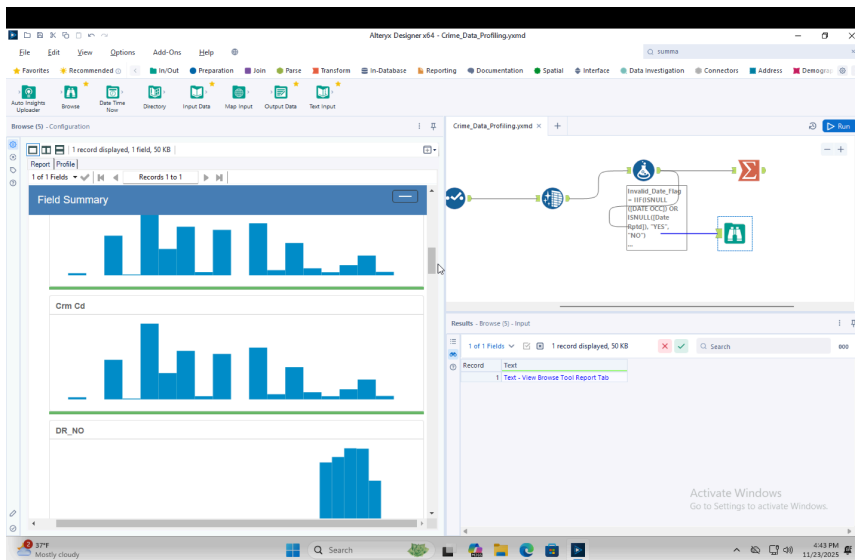 Alteryx Designer x64 - Crime_Data_Profiling.yxmd
File Edit View Options Add-Ons Help
summa
Favorites Recommended In/Out Preparation Join Parse Transform In-Database Reporting Documentation Spatial Interface Data Investigation Connectors Address Demogra
Auto Insights Uploader Browse Date Time Now Directory Input Data Map Input Output Data Text Input
Browse (5) - Configuration
1 record displayed, 1 field, 50 KB
Report Profile
1 of 1 Fields Records 1 to 1
Field Summary
Crm Cd
DR_NO
Crime_Data_Profiling.yxmd
Run
Invalid_Date_Flag
= IIF(ISNULL
([DATE OCC]) OR
ISNULL([Date
Rptd]), "YES",
"NO")
...
Results - Browse (5) - Input
1 of 1 Fields 1 record displayed, 50 KB Search 000
Record Text
1 Text - View Browse Tool Report Tab
Activate Windows
Go to Settings to activate Windows.
2
37°F
Mostly cloudy
Search
4:43 PM
11/23/2025